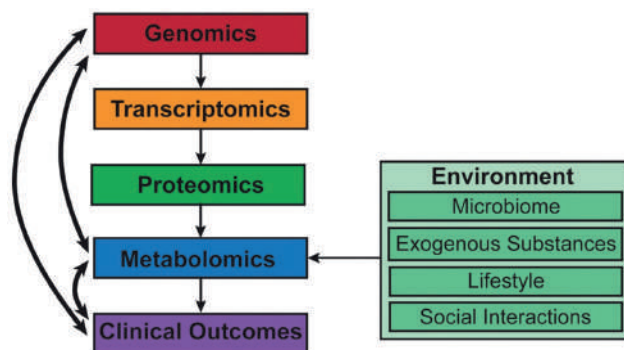 Genomics
Transcriptomics
Proteomics
Metabolomics
Clinical Outcomes
Environment
Microbiome
Exogenous Substances
Lifestyle
Social Interactions